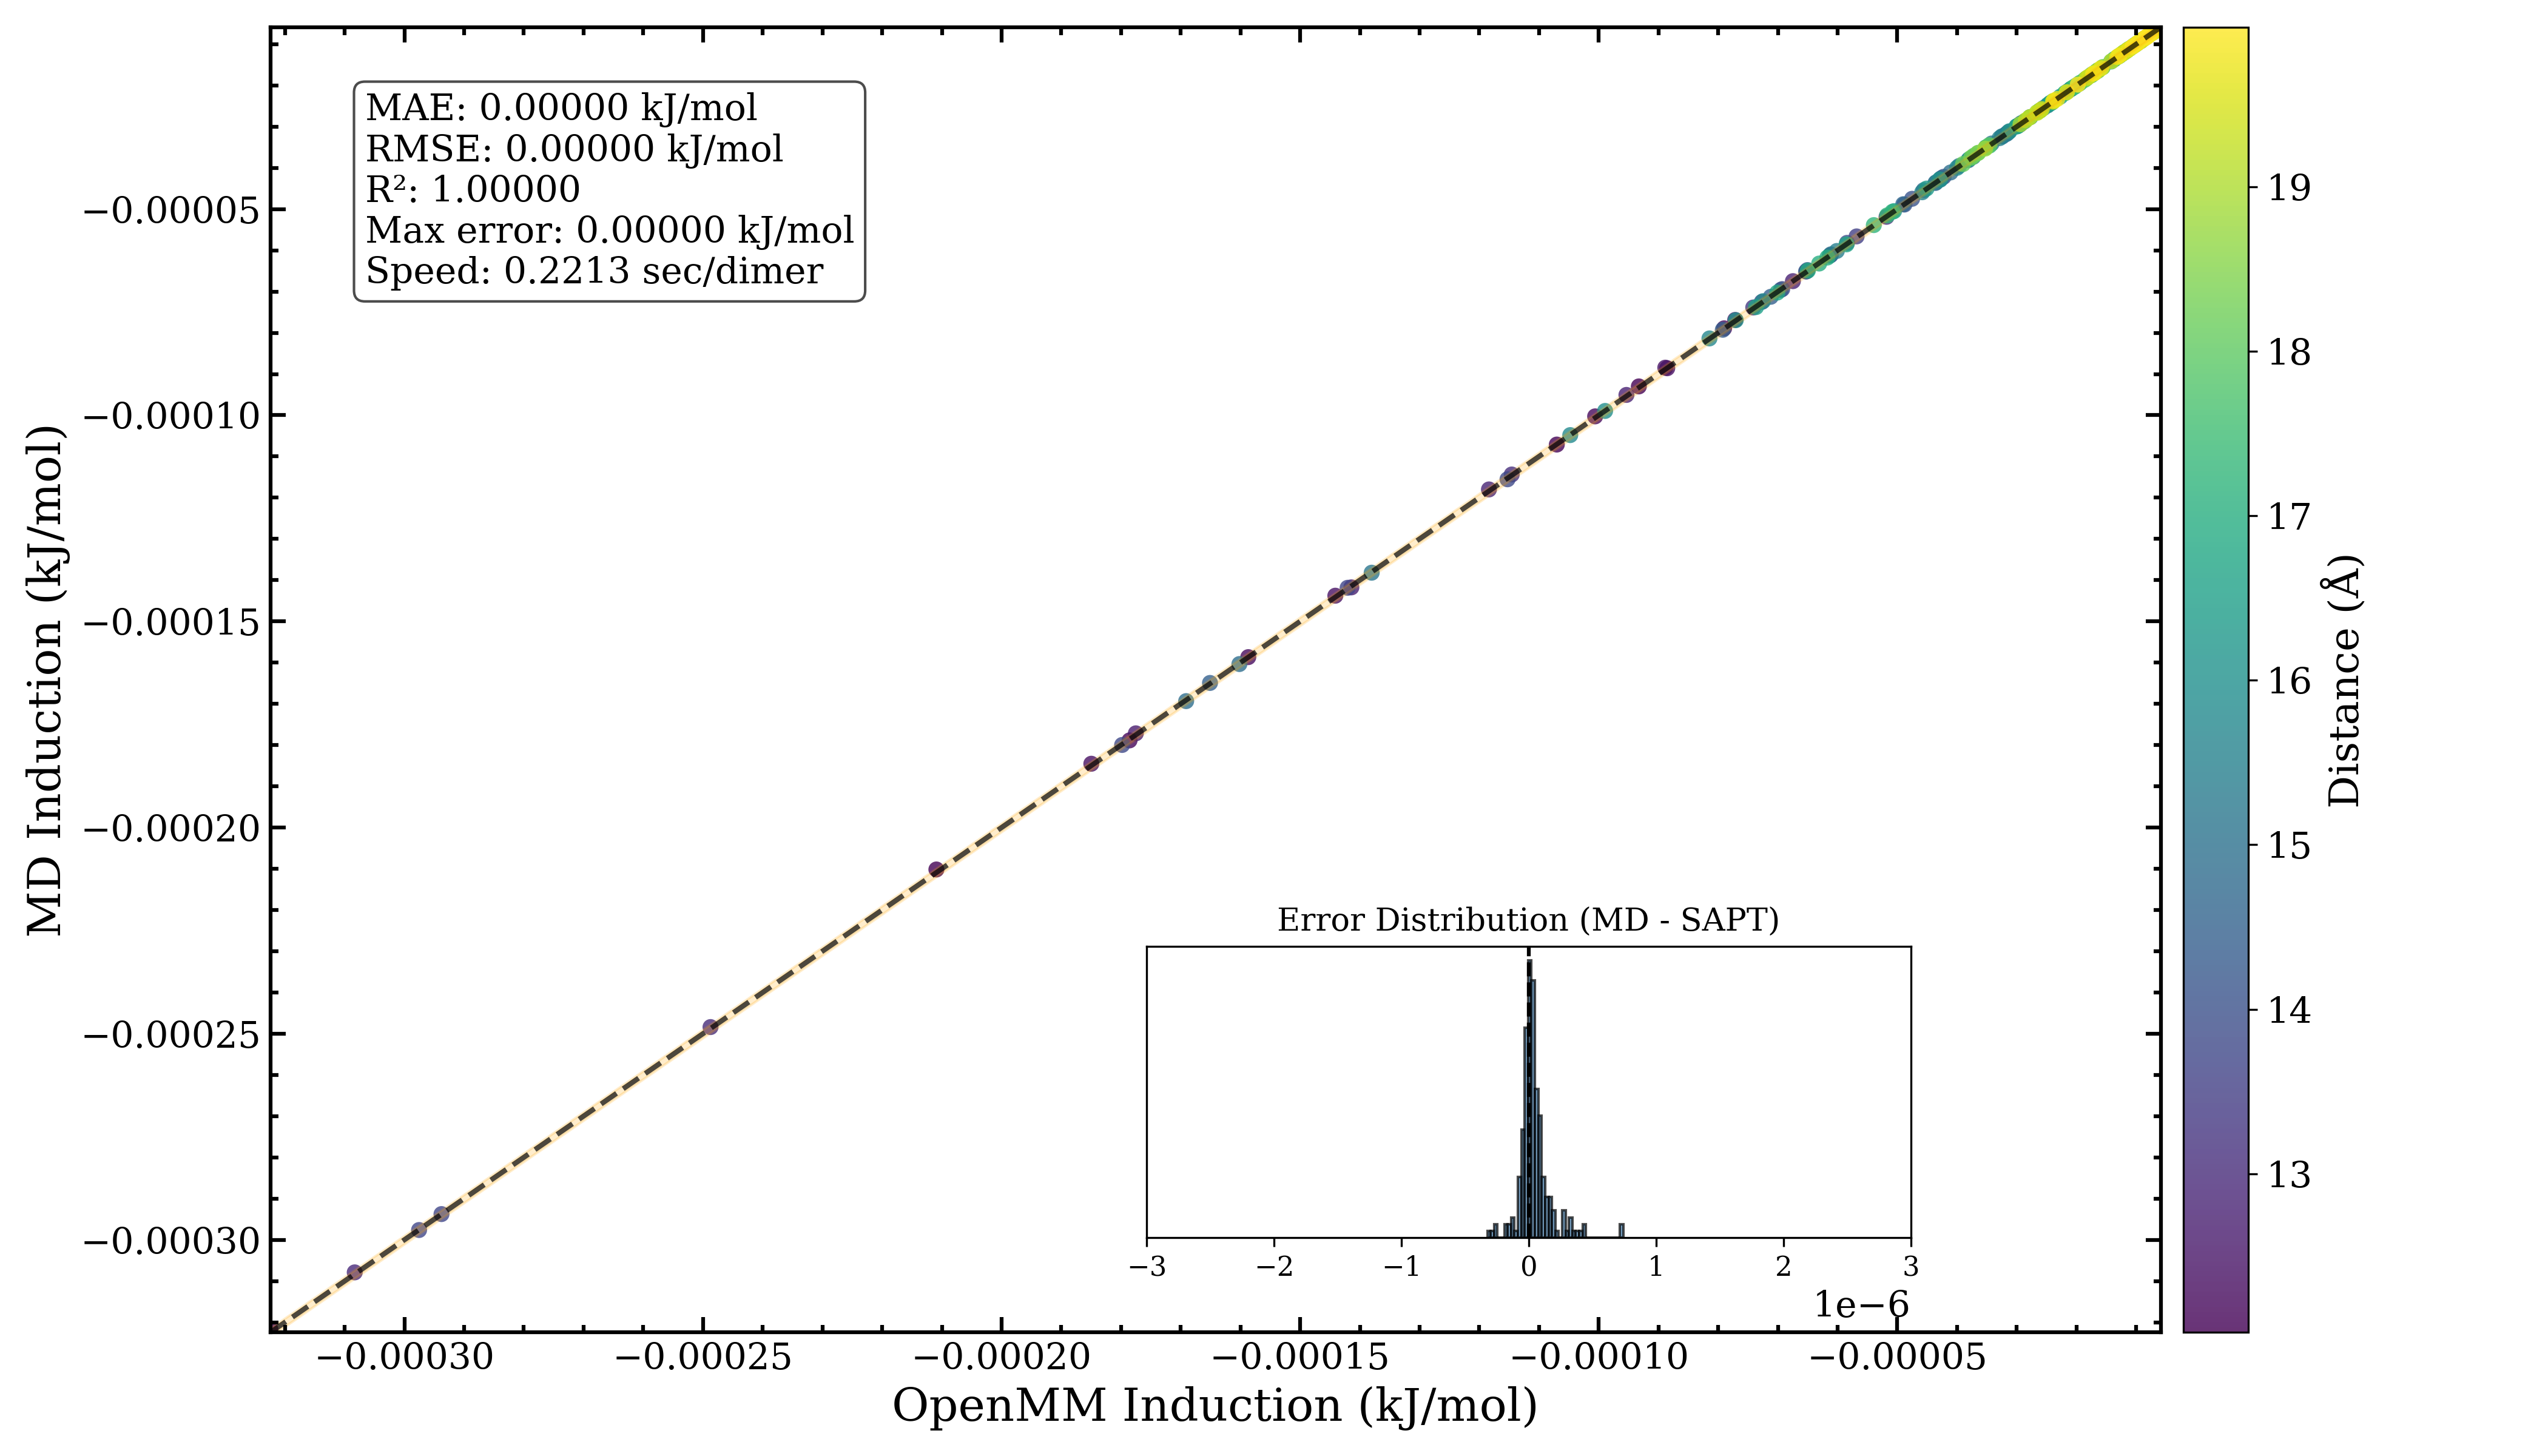 MAE: 0.00000 kJ/mol
RMSE: 0.00000 kJ/mol
R²: 1.00000
Max error: 0.00000 kJ/mol
Speed: 0.2213 sec/dimer
MD Induction (kJ/mol)
−0.00005
−0.00010
−0.00015
−0.00020
−0.00025
−0.00030
Error Distribution (MD - SAPT)
−3 −2 −1 0 1 2 3
1e−6
−0.00030 −0.00025 −0.00020 −0.00015 −0.00010 −0.00005
OpenMM Induction (kJ/mol)
19
18
17
16
15
14
13
Distance (Å)